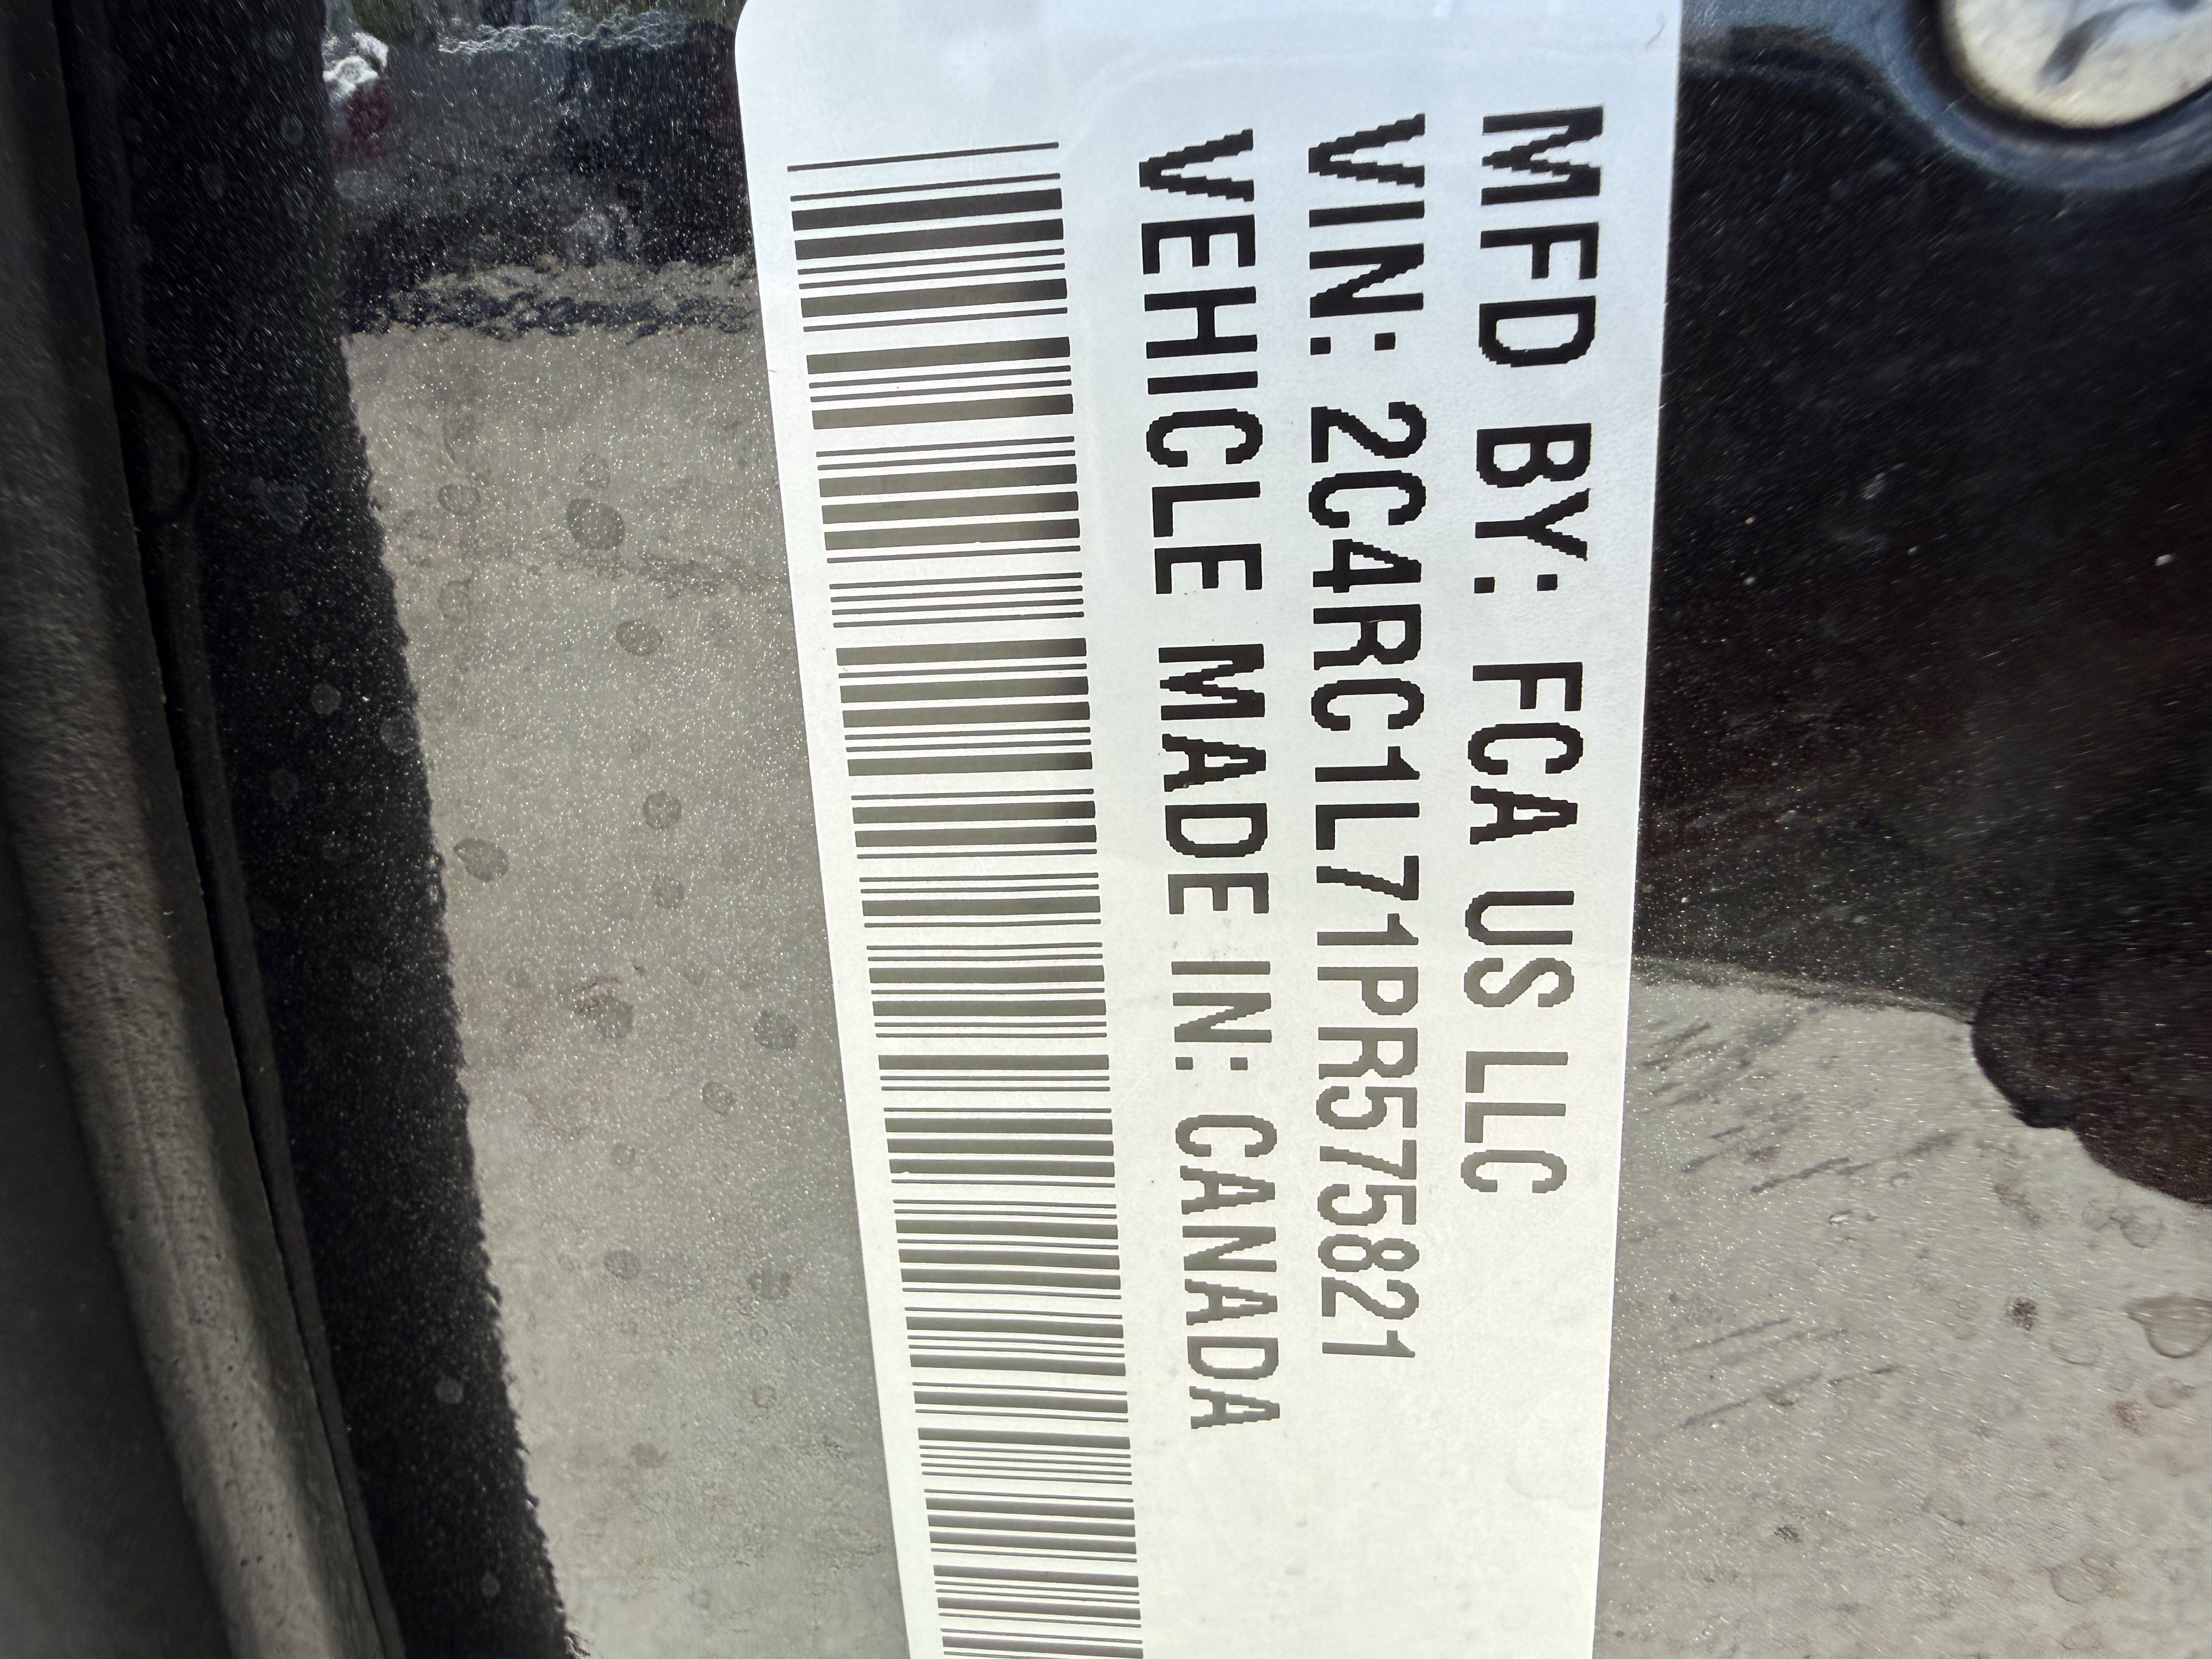 MFD BY: FCA US LLC
VIN: 2C4RC1L71PR575821
VEHICLE MADE IN: CANADA